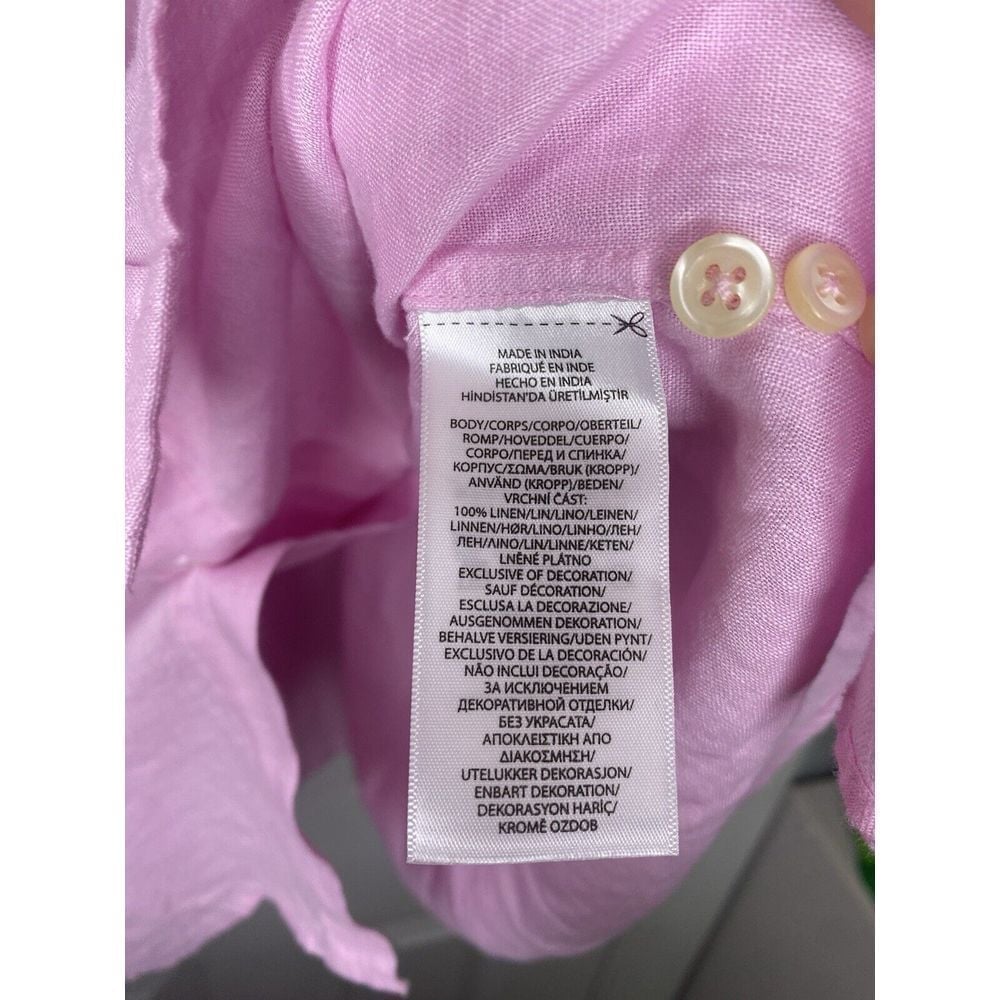 MADE IN INDIA
FABRIQUÉ EN INDE
HECHO EN INDIA
HİNDİSTAN'DA ÜRETİLMİŞTİR
BODY/CORPS/CORPO/OBERTEIL/
ROMP/HOVEDDEL/CUERPO/
CORPO/ПЕРЕД И СПИНКА/
КОРПУС/ΣΩΜΑ/BRUK (KROPP)/
ANVÄND (KROPP)/BEDEN/
VRCHNÍ ČÁST:
100% LINEN/LIN/LINO/LEINEN/
LINNEN/HØR/LINO/LINHO/ЛЕН/
ЛЕН/ΛΙΝΟ/LIN/LINNE/KETEN/
LNĚNÉ PLÁTNO
EXCLUSIVE OF DECORATION/
SAUF DÉCORATION/
ESCLUSA LA DECORAZIONE/
AUSGENOMMEN DEKORATION/
BEHALVE VERSIERING/UDEN PYNT/
EXCLUSIVO DE LA DECORACIÓN/
NÃO INCLUI DECORAÇÃO/
ЗА ИСКЛЮЧЕНИЕМ
ДЕКОРАТИВНОЙ ОТДЕЛКИ/
БЕЗ УКРАСАТА/
ΑΠΟΚΛΕΙΣΤΙΚΗ ΑΠΟ
ΔΙΑΚΟΣΜΗΣΗ/
UTELUKKER DEKORASJON/
ENBART DEKORATION/
DEKORASYON HARİÇ/
KROMĚ OZDOB